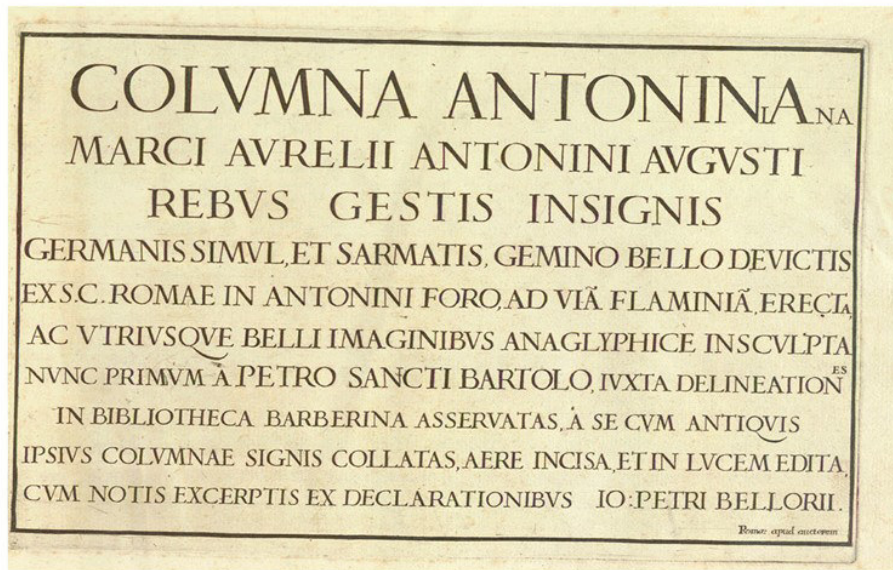 COLVMNA ANTONINIANA
MARCI AVRELII ANTONINI AVGVSTI
REBVS GESTIS INSIGNIS
GERMANIS SIMVL, ET SARMATIS, GEMINO BELLO DEVICTIS
EX S.C. ROMAE IN ANTONINI FORO, AD VIÃ FLAMINIÃ, ERECTA,
AC VTRIVSQVE BELLI IMAGINIBVS ANAGLYPHICE INSCVLPTA
NVNC PRIMVM À PETRO SANCTI BARTOLO, IVXTA DELINEATIONES
IN BIBLIOTHECA BARBERINA ASSERVATAS, À SE CVM ANTIQVIS
IPSIVS COLVMNAE SIGNIS COLLATAS, AERE INCISA, ET IN LVCEM EDITA,
CVM NOTIS EXCERPTIS EX DECLARATIONIBVS IO: PETRI BELLORII.
Romae apud auctorem